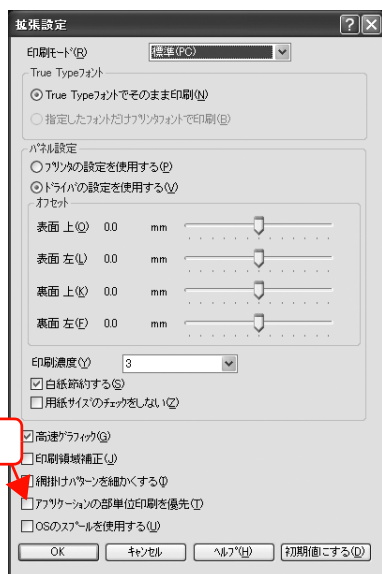 拡張設定
印刷モード(R) 標準(PC)
True Typeフォント
True Typeフォントでそのまま印刷(N)
指定したフォントだけプリンタフォントで印刷(B)
パネル設定
プリンタの設定を使用する(P)
ドライバの設定を使用する(V)
オフセット
表面 上(O) 0.0 mm
表面 左(L) 0.0 mm
裏面 上(K) 0.0 mm
裏面 左(F) 0.0 mm
印刷濃度(Y) 3
白紙節約する(S)
用紙サイズのチェックをしない(Z)
高速グラフィック(G)
印刷領域補正(J)
網掛けパターンを細かくする(I)
アプリケーションの部単位印刷を優先(T)
OSのスプールを使用する(U)
OK キャンセル ヘルプ(H) 初期値にする(D)